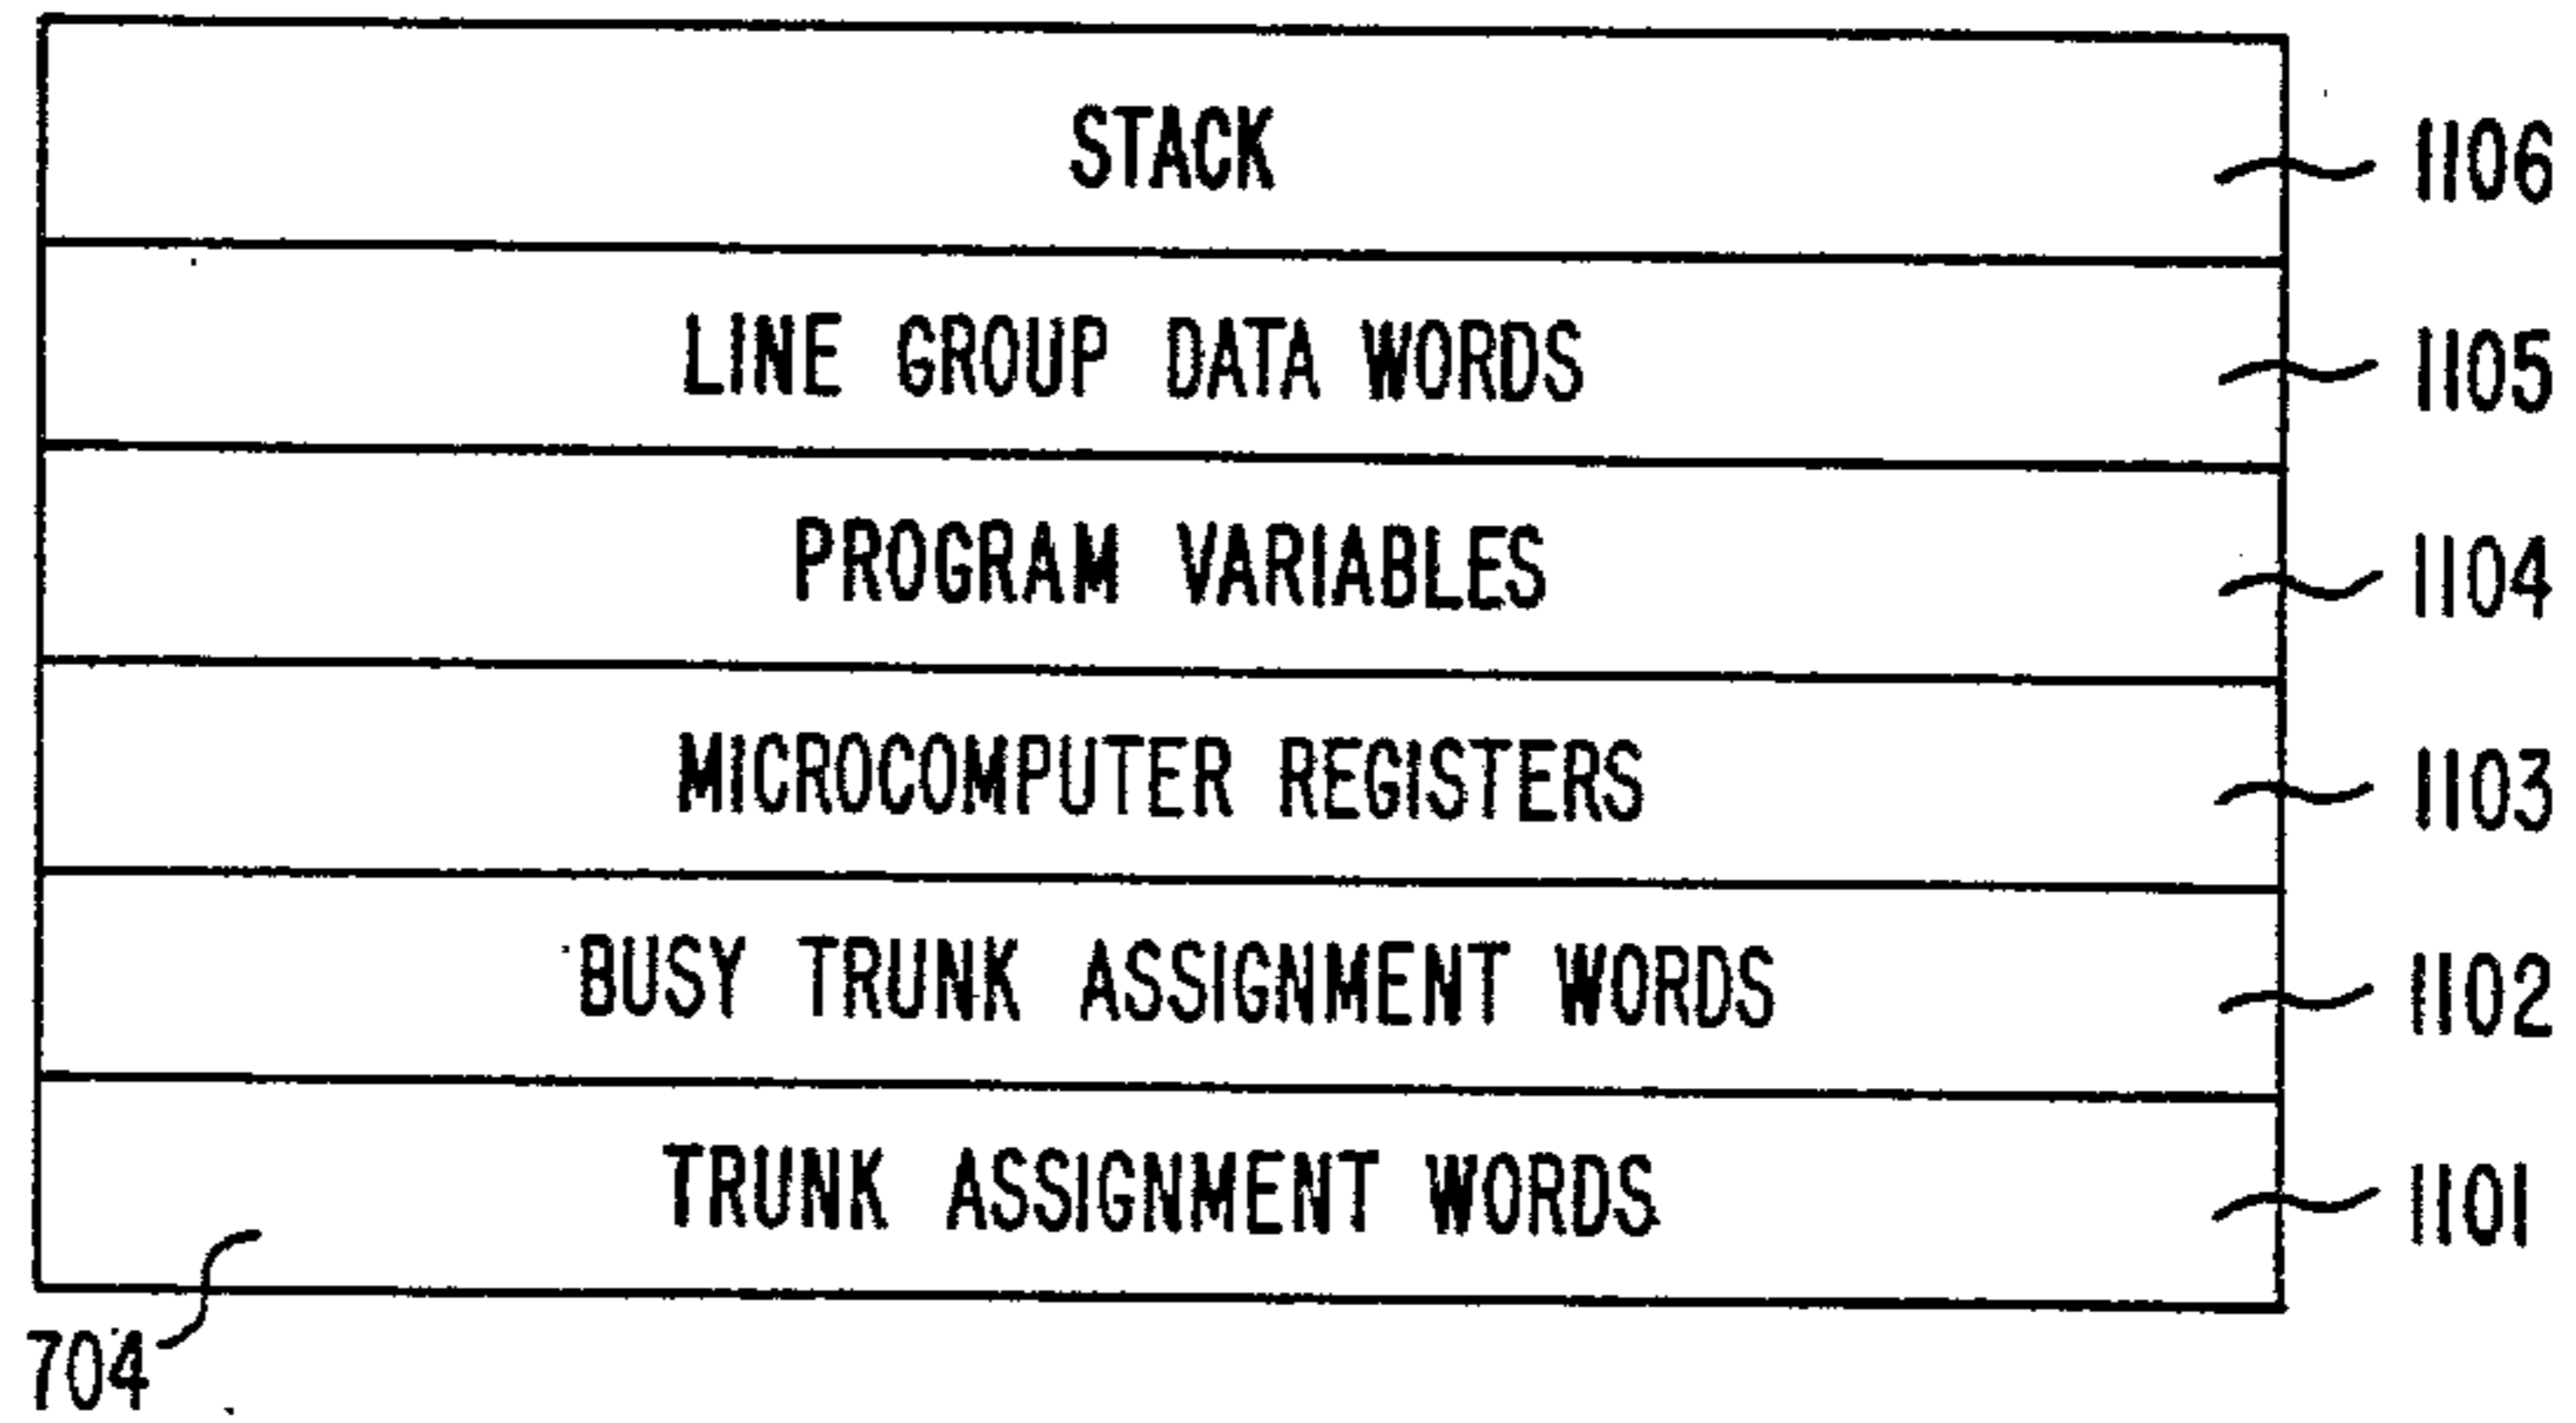 STACK 1106
LINE GROUP DATA WORDS 1105
PROGRAM VARIABLES 1104
MICROCOMPUTER REGISTERS 1103
BUSY TRUNK ASSIGNMENT WORDS 1102
TRUNK ASSIGNMENT WORDS 1101
704